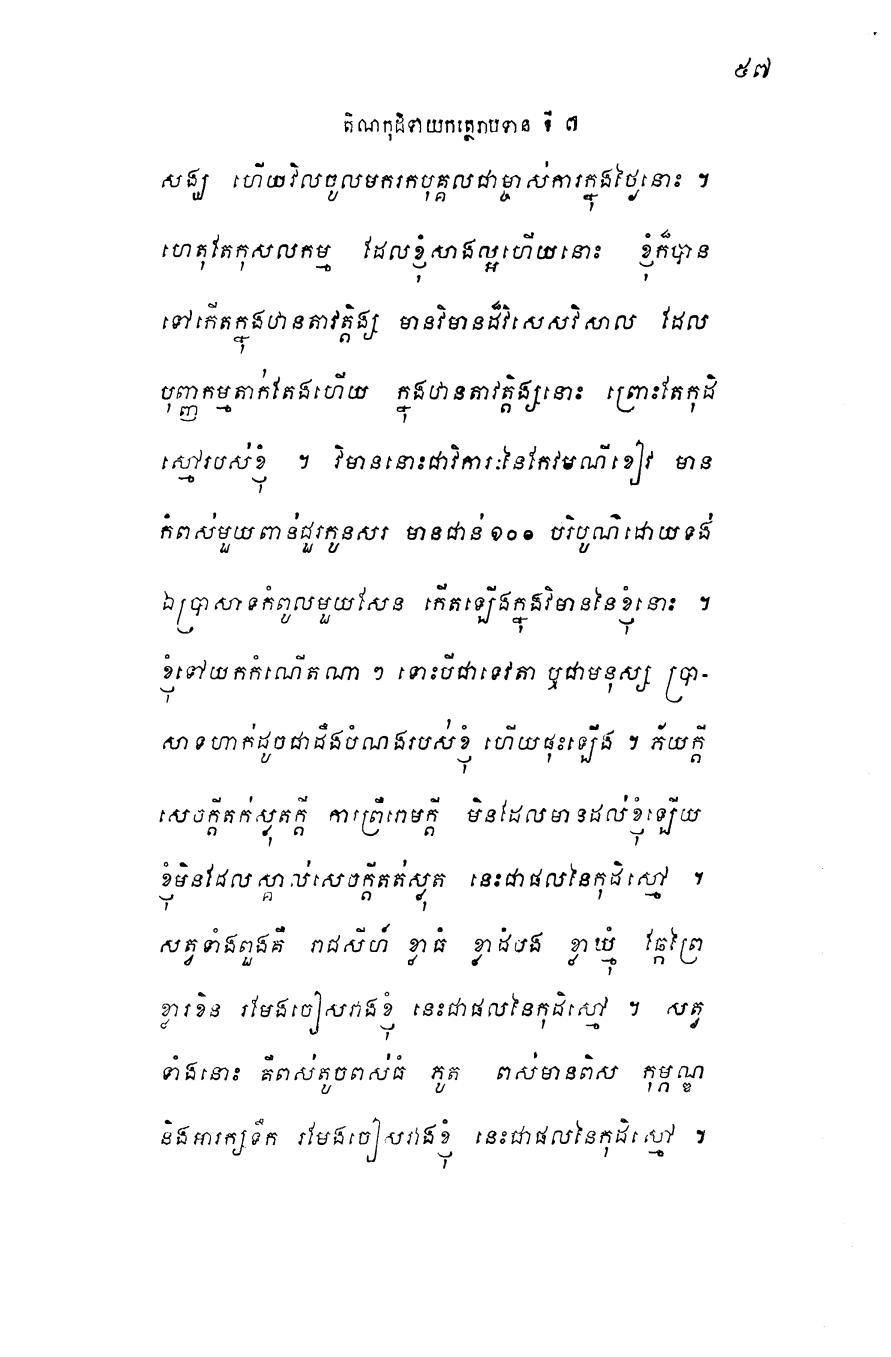 ៥៧
តិណកុដិទាយកត្ថេរាបទាន ទី ៧
សង្ឃ ហើយវិលចូលមករកបុគ្គលជាម្ចាស់ការក្នុងថ្ងៃនោះ ។
ហេតុតែកុសលកម្ម ដែលខ្ញុំសាងល្អហើយនោះ ខ្ញុំក៏បាន
ទៅកើតក្នុងឋានតាវត្តិង្ស មានវិមានដ៏វិសេសវិសាល ដែល
បុញ្ញកម្មតាក់តែងហើយ ក្នុងឋានតាវត្តិង្សនោះ ព្រោះតែកុដិ
ស្មៅរបស់ខ្ញុំ ។ វិមាននោះជាវិការៈនៃកែវមណីខៀវ មាន
កំពស់មួយពាន់ជួរកូនសរ មានជាន់ ១០១ បរិបូណ៌ដោយទង់
ឯប្រាសាទកំពូលមួយសែន កើតឡើងក្នុងវិមាននៃខ្ញុំនោះ ។
ខ្ញុំទៅយកកំណើតណា ៗ ទោះបីជាទេវតា ឬជាមនុស្ស ប្រា-
សាទហាក់ដូចជាដឹងបំណងរបស់ខ្ញុំ ហើយផុះឡើង ។ ភ័យក្តី
សេចក្តីតក់ស្លុតក្តី ការព្រឺរោមក្តី មិនដែលមានដល់ខ្ញុំឡើយ
ខ្ញុំមិនដែលស្គាល់សេចក្តីតត់ស្លុត នេះជាផលនៃកុដិស្មៅ ។
សត្វទាំងពួងគឺ រាជសីហ៍ ខ្លាធំ ខ្លាដំបង ខ្លាឃ្មុំ ឆ្កែព្រៃ
ខ្លារខិន រមែងចៀសវាងខ្ញុំ នេះជាផលនៃកុដិស្មៅ ។ សត្វ
ទាំងនោះ គឺពស់តូចពស់ធំ ភូត ពស់មានពិស កុម្ភណ្ឌ
និងអារក្សទឹក រមែងចៀសវាងខ្ញុំ នេះជាផលនៃកុដិស្មៅ ។